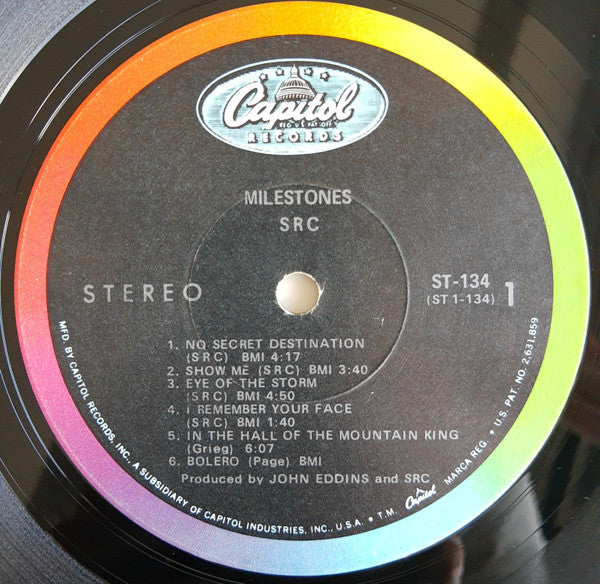 Capitol
REG. U.S. PAT. OFF.
RECORDS
MILESTONES
SRC
STEREO
ST-134
(ST 1-134)
1
1. NO SECRET DESTINATION
(SRC) BMI 4:17
2. SHOW ME (SRC) BMI 3:40
3. EYE OF THE STORM
(SRC) BMI 4:50
4. I REMEMBER YOUR FACE
(SRC) BMI 1:40
5. IN THE HALL OF THE MOUNTAIN KING
(Grieg) 6:07
6. BOLERO (Page) BMI
Produced by JOHN EDDINS and SRC
MFD. BY CAPITOL RECORDS, INC., A SUBSIDIARY OF CAPITOL INDUSTRIES, INC., U.S.A. • T.M. Capitol MARCA REG. • U.S. PAT. NO. 2,631,859